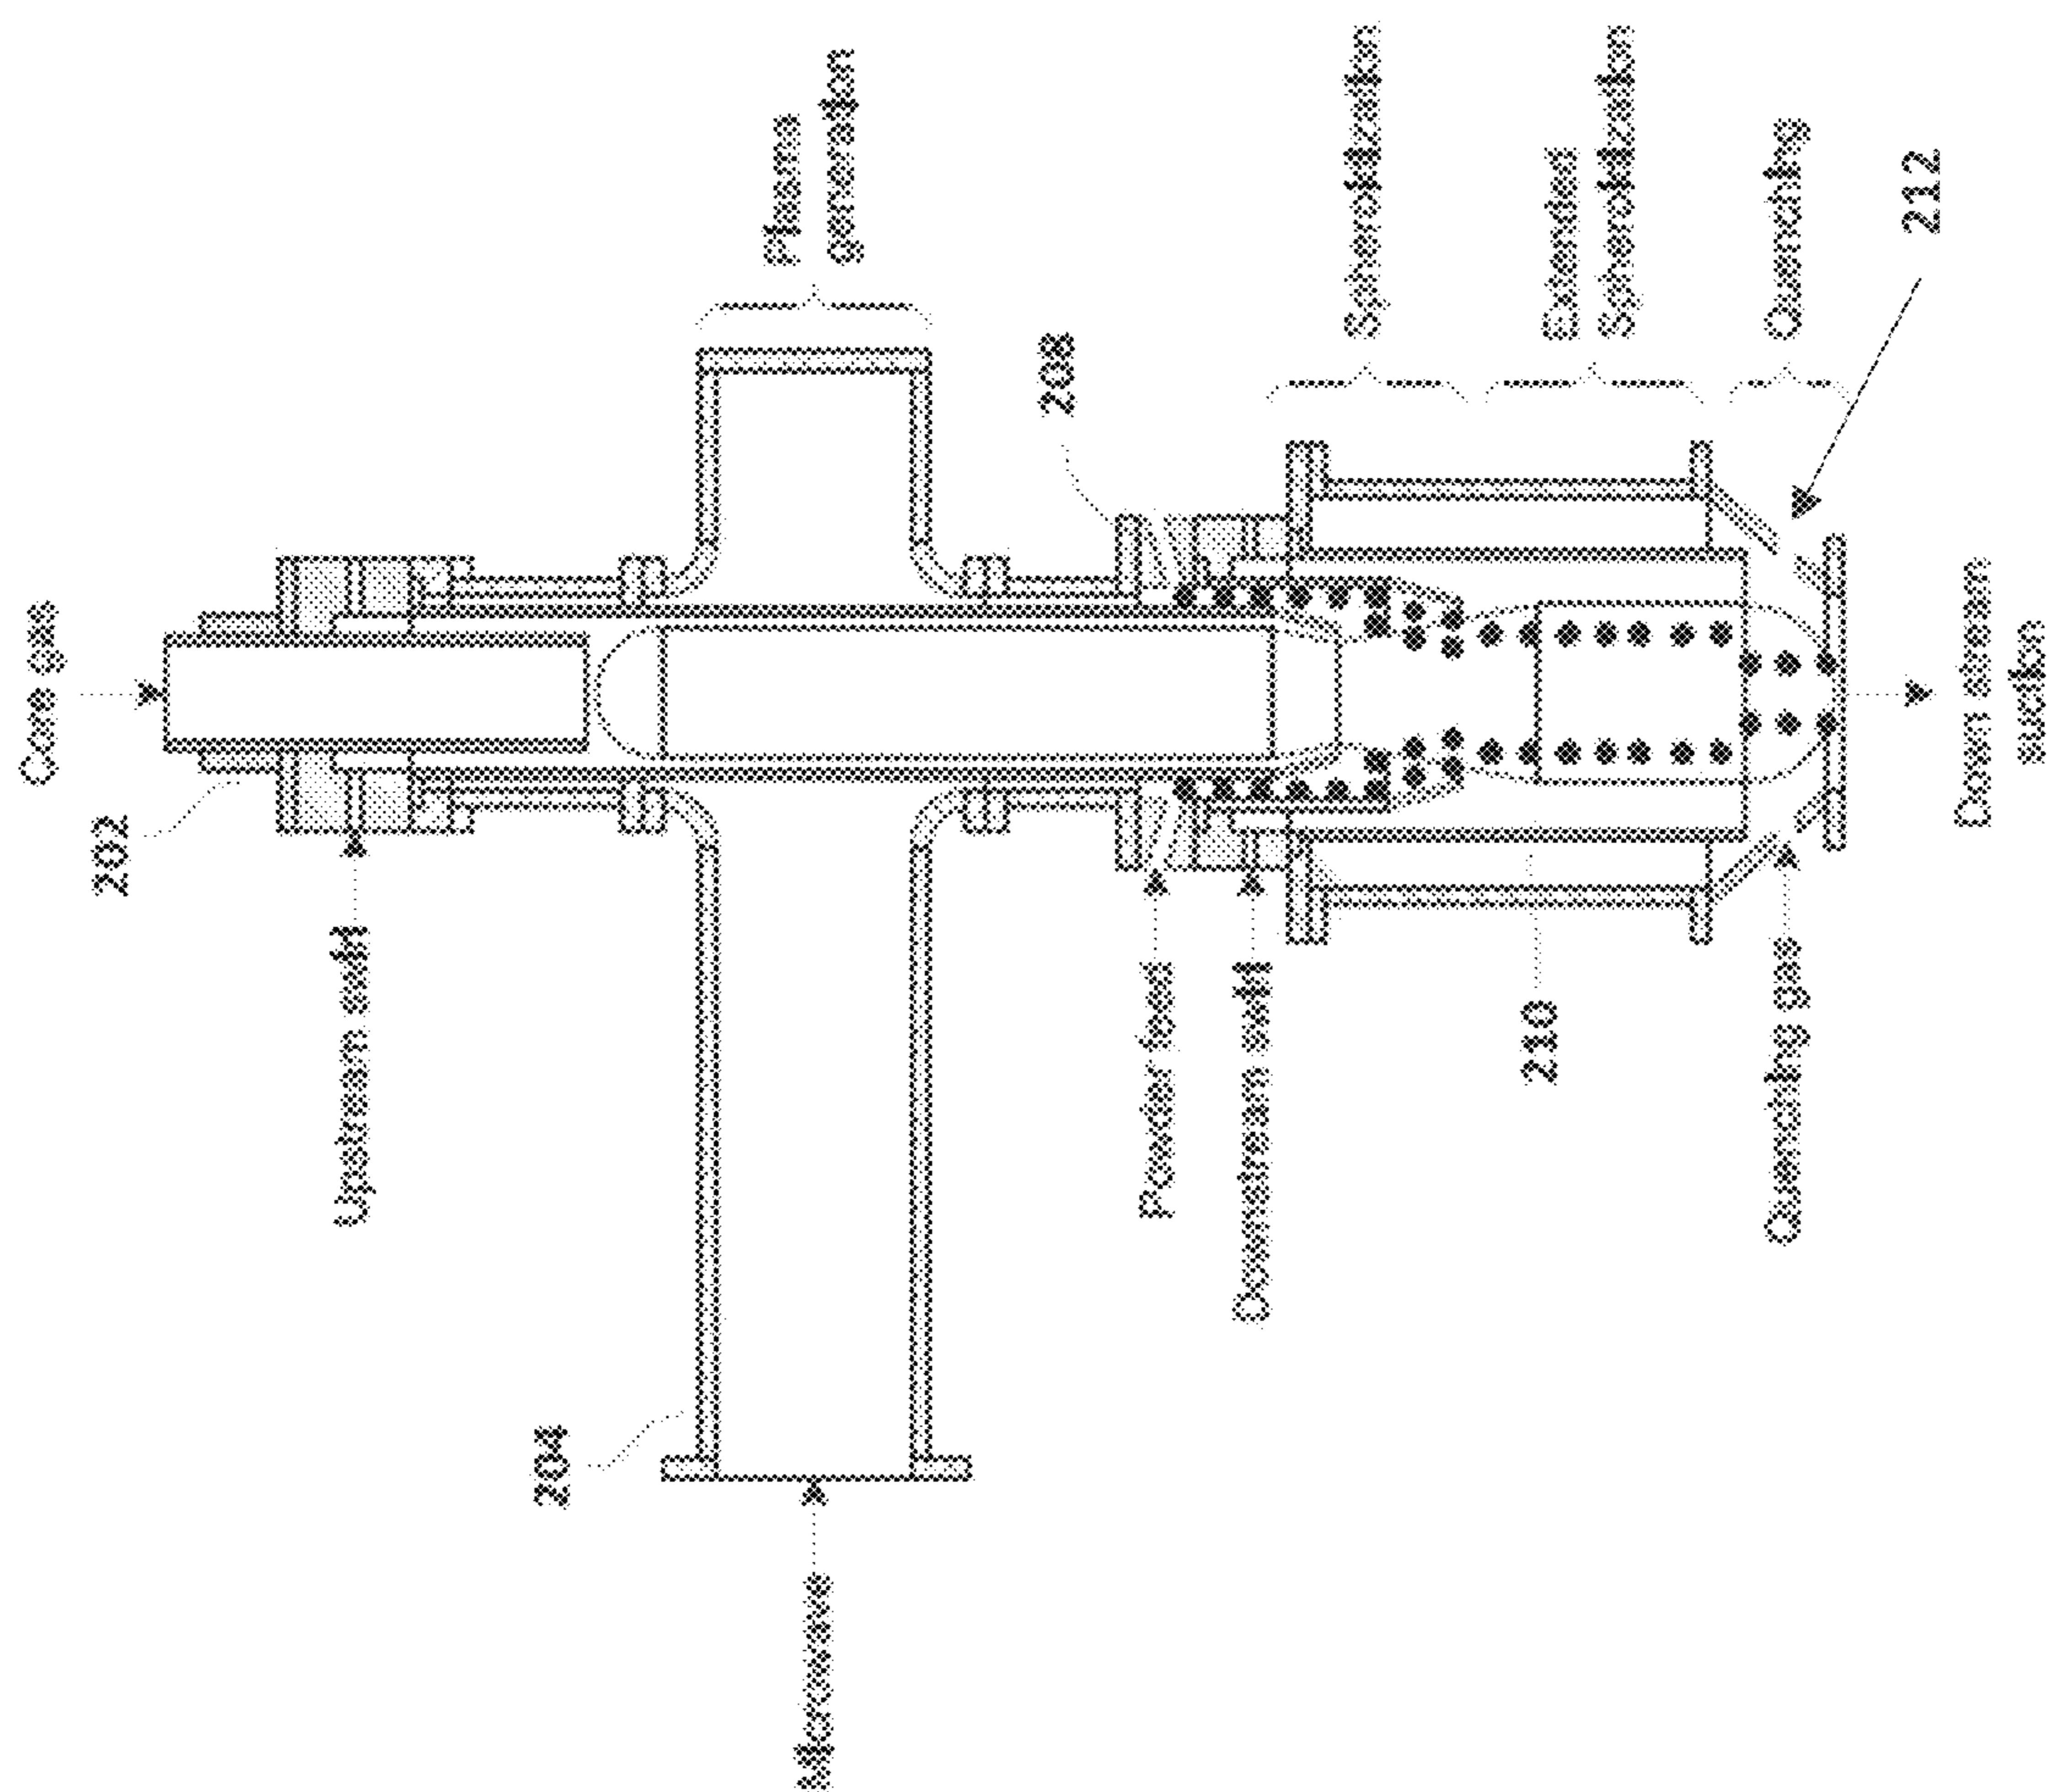 Core gas
202
Upstream swirl
Plasma
generation
204
Microwave
208
Powder feed
Downstream swirl
Spheroidization
Extended
Spheroidization
210
Quenching
Quenching gas
212
Down stream
suction